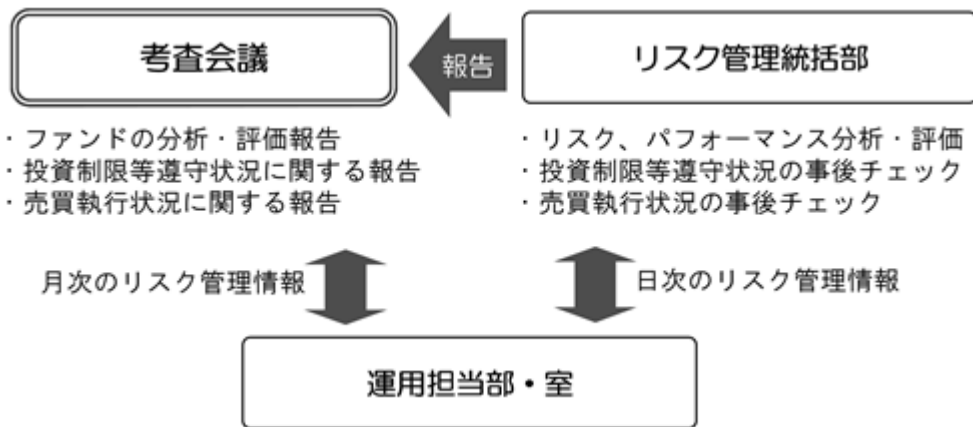 考査会議
報告
リスク管理統括部
・ファンドの分析・評価報告
・投資制限等遵守状況に関する報告
・売買執行状況に関する報告
・リスク、パフォーマンス分析・評価
・投資制限等遵守状況の事後チェック
・売買執行状況の事後チェック
月次のリスク管理情報
日次のリスク管理情報
運用担当部・室